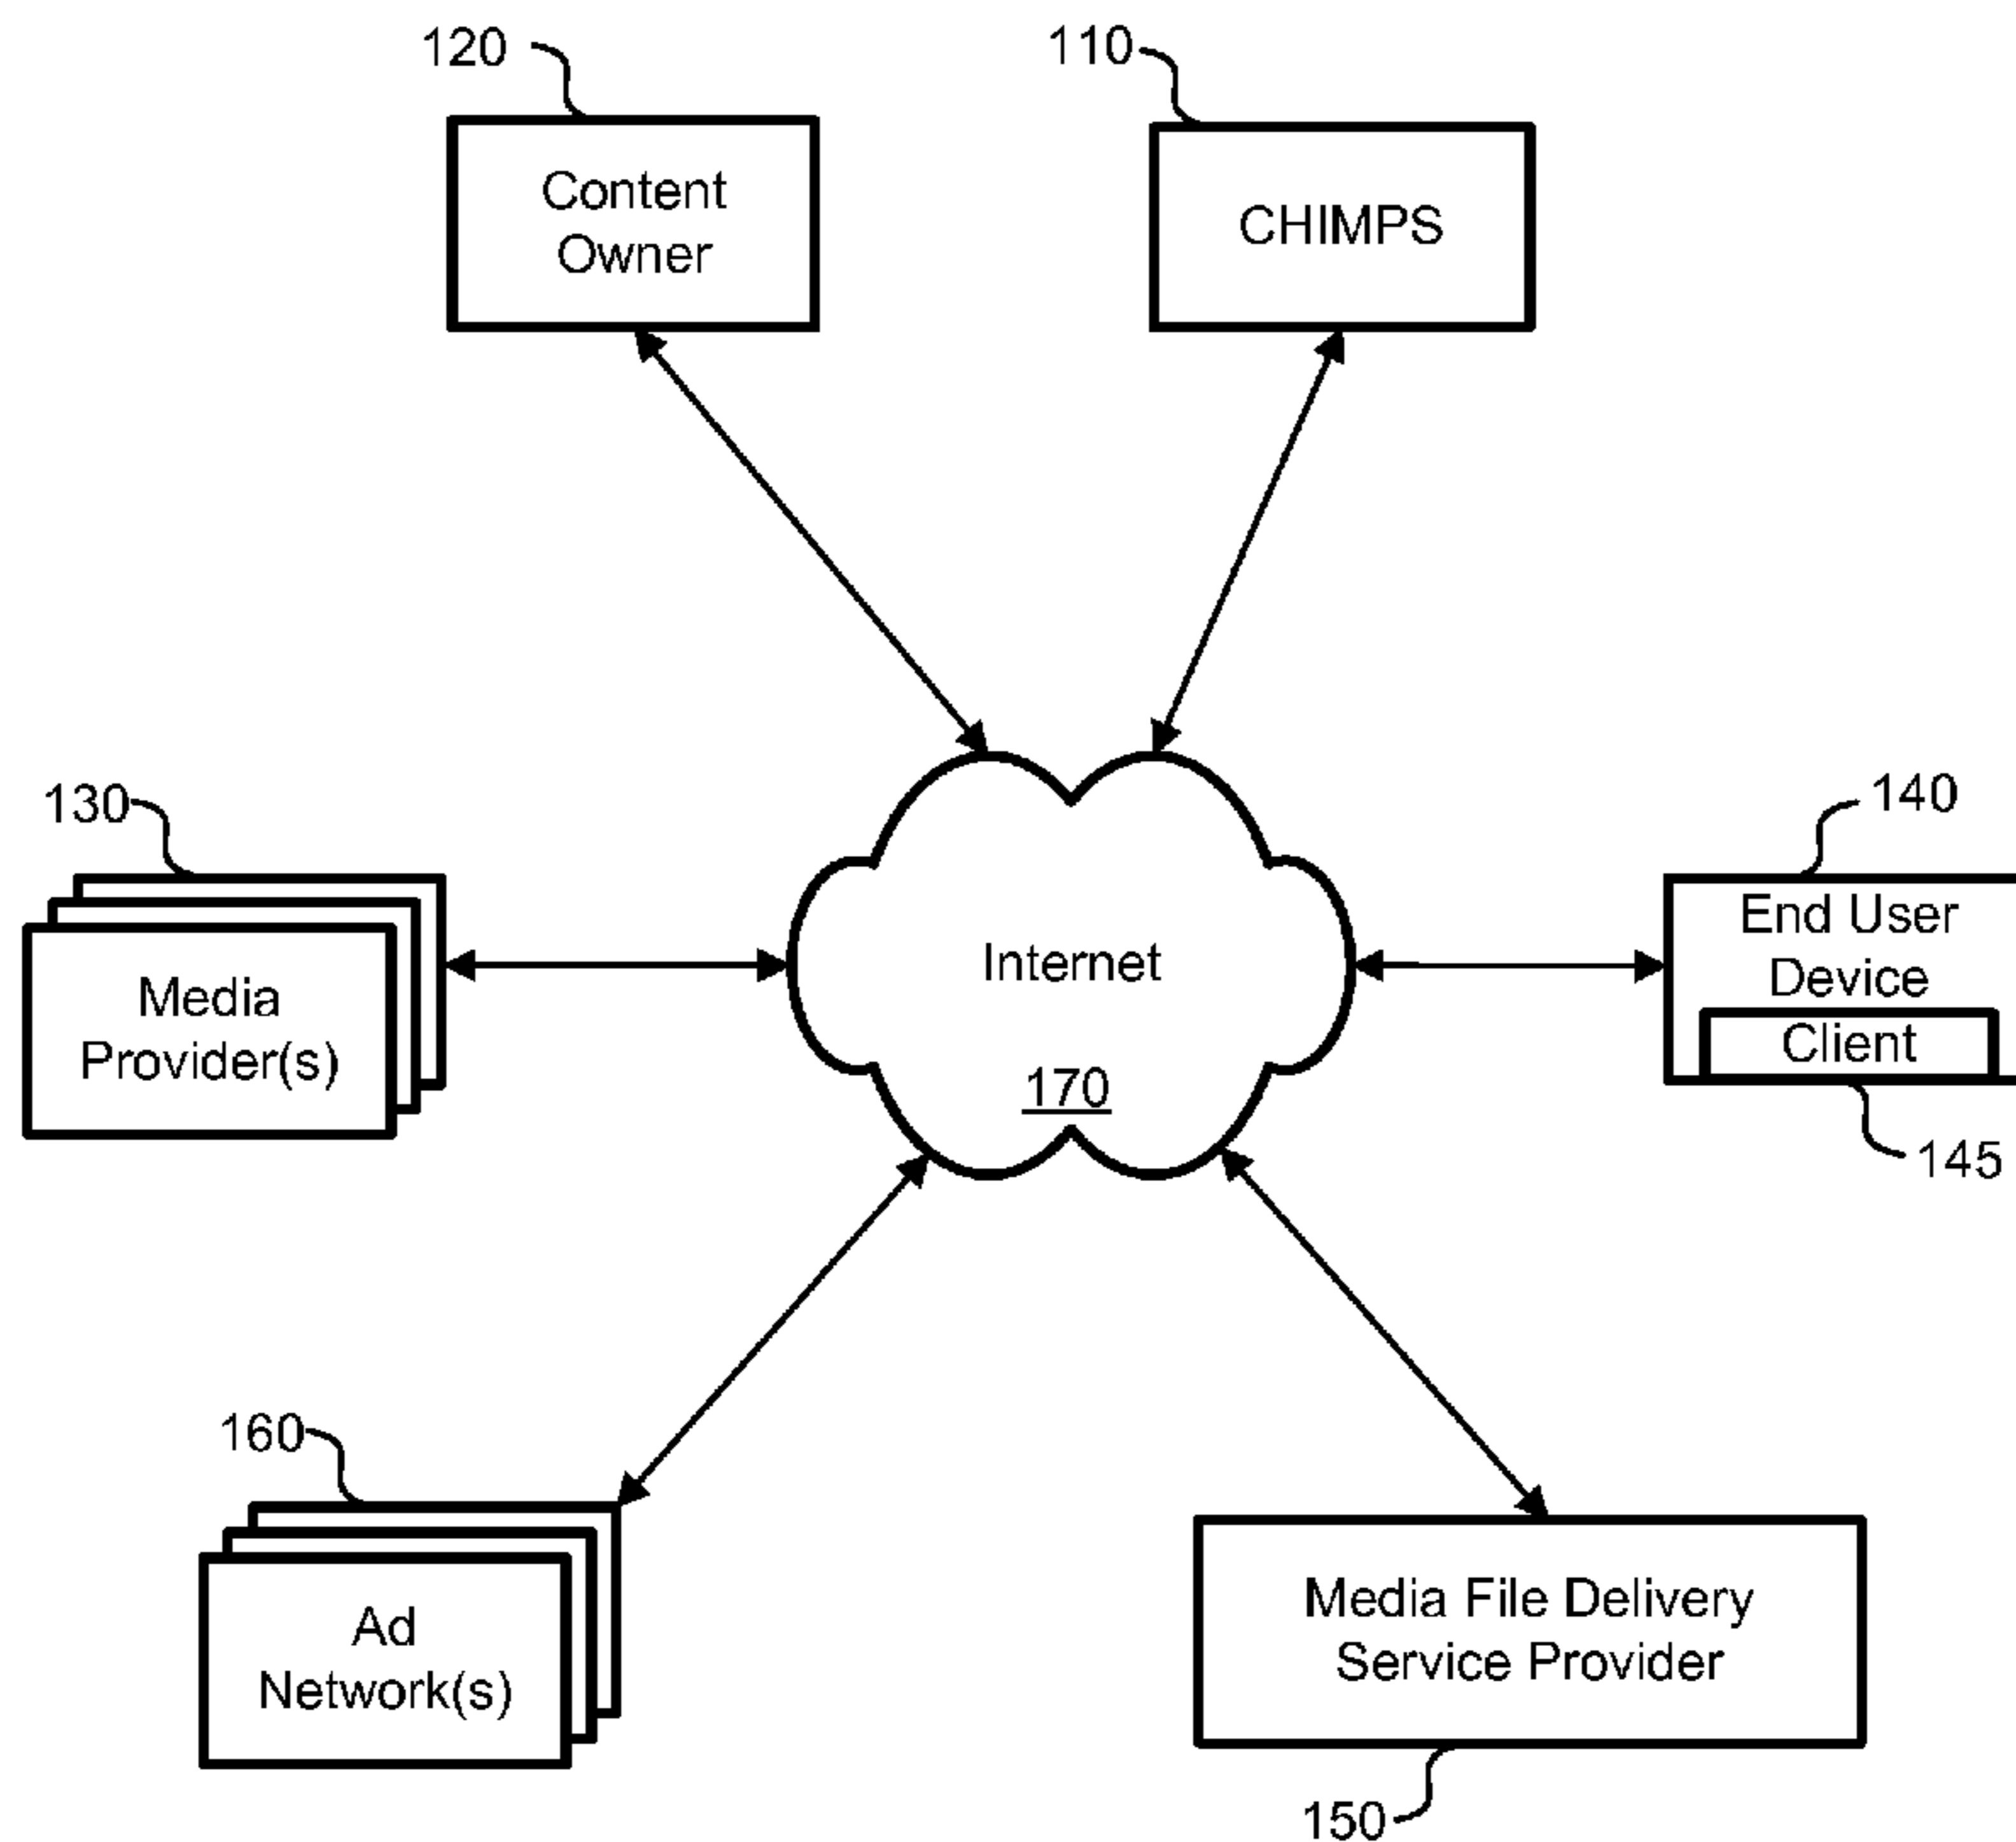 120
110
Content
Owner
CHIMPS
130
140
Media
Provider(s)
Internet
170
End User
Device
Client
145
160
Ad
Network(s)
Media File Delivery
Service Provider
150